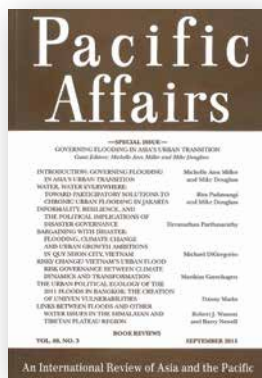 Pacific
Affairs
—SPECIAL ISSUE—
GOVERNING FLOODING IN ASIA'S URBAN TRANSITION
Guest Editors: Michelle Ann Miller and Mike Douglass
INTRODUCTION: GOVERNING FLOODING Michelle Ann Miller
IN ASIA'S URBAN TRANSITION and Mike Douglass
WATER, WATER EVERYWHERE:
TOWARD PARTICIPATORY SOLUTIONS TO Rita Padawangi
CHRONIC URBAN FLOODING IN JAKARTA and Mike Douglass
INFORMALITY, RESILIENCE, AND
THE POLITICAL IMPLICATIONS OF
DISASTER GOVERNANCE Devanathan Parthasarathy
BARGAINING WITH DISASTER:
FLOODING, CLIMATE CHANGE
AND URBAN GROWTH AMBITIONS
IN QUY NHON CITY, VIETNAM Michael DiGregorio
RISKY CHANGE? VIETNAM'S URBAN FLOOD
RISK GOVERNANCE BETWEEN CLIMATE
DYNAMICS AND TRANSFORMATION Matthias Garschagen
THE URBAN POLITICAL ECOLOGY OF THE
2011 FLOODS IN BANGKOK: THE CREATION
OF UNEVEN VULNERABILITIES Danny Marks
LINKS BETWEEN FLOODS AND OTHER
WATER ISSUES IN THE HIMALAYAN AND Robert J. Wasson
TIBETAN PLATEAU REGION and Barry Newell
BOOK REVIEWS
VOL. 88, NO. 3 SEPTEMBER 2015
An International Review of Asia and the Pacific